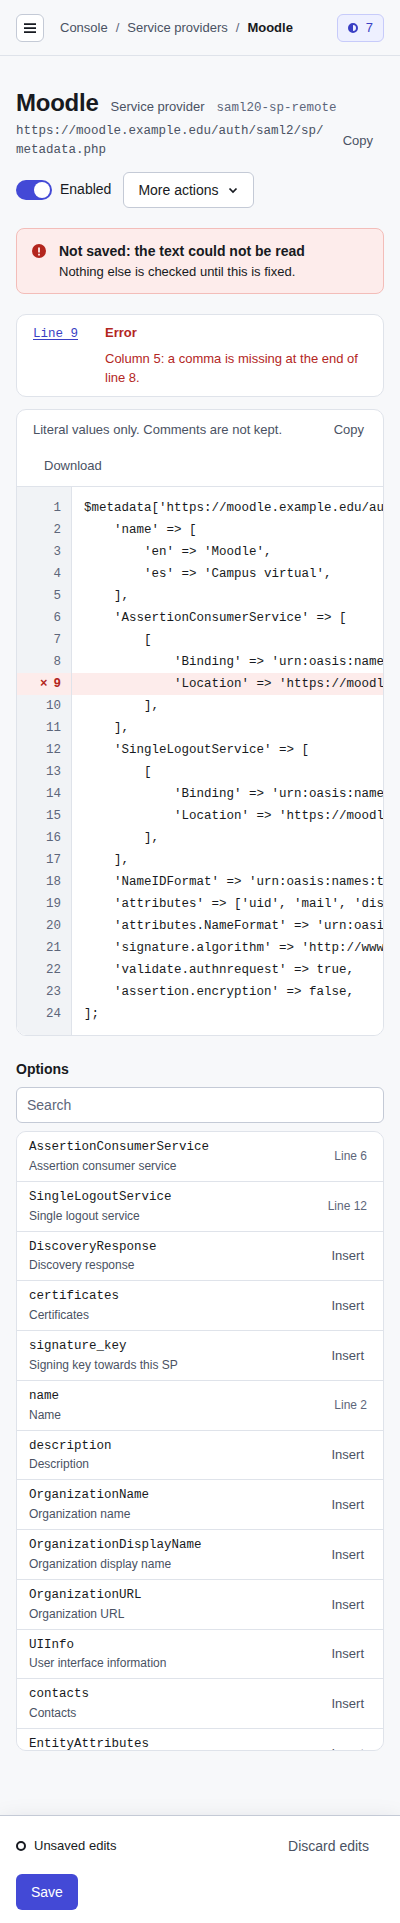 Console / Service providers / Moodle 7
Moodle Service provider saml20-sp-remote
https://moodle.example.edu/auth/saml2/sp/
metadata.php
Copy
Enabled More actions
Not saved: the text could not be read
Nothing else is checked until this is fixed.
Line 9 Error
Column 5: a comma is missing at the end of
line 8.
Literal values only. Comments are not kept. Copy
Download
1 $metadata['https://moodle.example.edu/au
2 'name' => [
3 'en' => 'Moodle',
4 'es' => 'Campus virtual',
5 ],
6 'AssertionConsumerService' => [
7 [
8 'Binding' => 'urn:oasis:name
× 9 'Location' => 'https://moodl
10 ],
11 ],
12 'SingleLogoutService' => [
13 [
14 'Binding' => 'urn:oasis:name
15 'Location' => 'https://moodl
16 ],
17 ],
18 'NameIDFormat' => 'urn:oasis:names:t
19 'attributes' => ['uid', 'mail', 'dis
20 'attributes.NameFormat' => 'urn:oasi
21 'signature.algorithm' => 'http://www
22 'validate.authnrequest' => true,
23 'assertion.encryption' => false,
24 ];
Options
Search
AssertionConsumerService
Assertion consumer service
Line 6
SingleLogoutService
Single logout service
Line 12
DiscoveryResponse
Discovery response
Insert
certificates
Certificates
Insert
signature_key
Signing key towards this SP
Insert
name
Name
Line 2
description
Description
Insert
OrganizationName
Organization name
Insert
OrganizationDisplayName
Organization display name
Insert
OrganizationURL
Organization URL
Insert
UIInfo
User interface information
Insert
contacts
Contacts
Insert
EntityAttributes
Unsaved edits Discard edits
Save